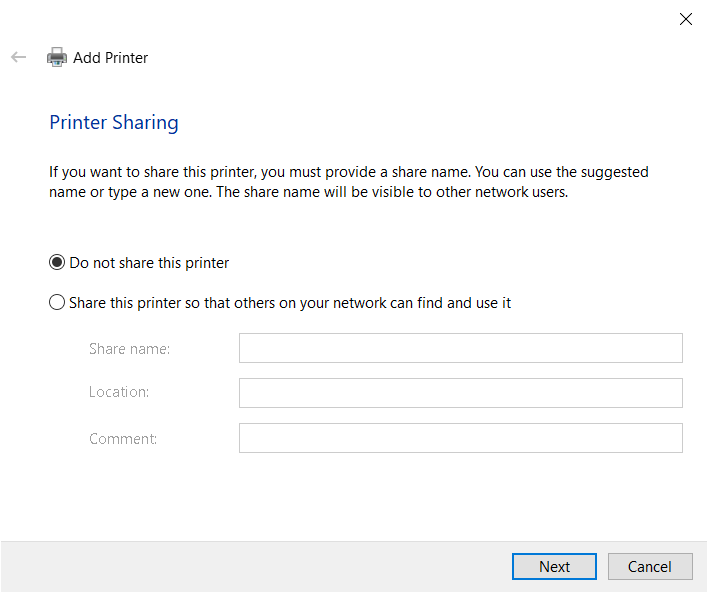 Add Printer
Printer Sharing
If you want to share this printer, you must provide a share name. You can use the suggested
name or type a new one. The share name will be visible to other network users.
Do not share this printer
Share this printer so that others on your network can find and use it
Share name:
Location:
Comment:
Next
Cancel